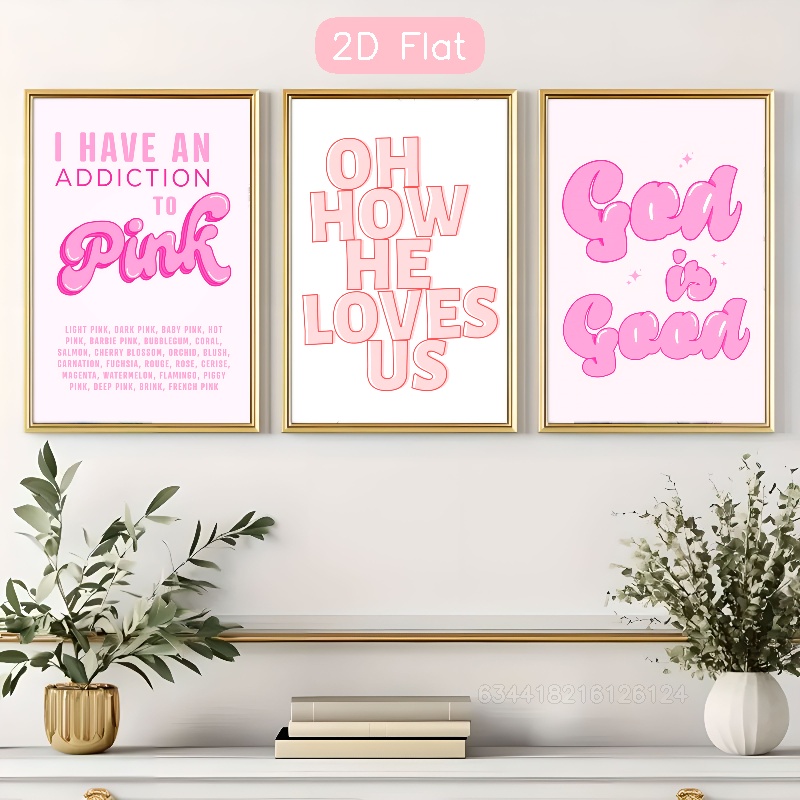 2D Flat
I HAVE AN
ADDICTION
TO
Pink
LIGHT PINK, DARK PINK, BABY PINK, HOT
PINK, BARBIE PINK, BUBBLEGUM, CORAL,
SALMON, CHERRY BLOSSOM, ORCHID, BLUSH,
CARNATION, FUCHSIA, ROUGE, ROSE, CERISE,
MAGENTA, WATERMELON, FLAMINGO, PIGGY
PINK, DEEP PINK, BRINK, FRENCH PINK
OH
HOW
HE
LOVES
US
God
is
Good
634418216126124